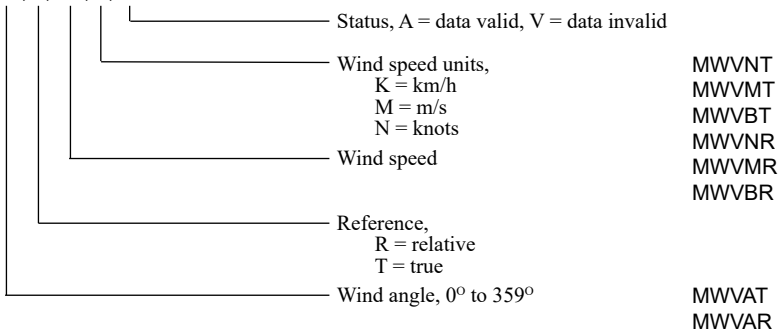 Status, A = data valid, V = data invalid
Wind speed units,
K = km/h
M = m/s
N = knots
Wind speed
Reference,
R = relative
T = true
Wind angle, 0° to 359°
MWVNT
MWVMT
MWVBT
MWVNR
MWVMR
MWVBR
MWVAT
MWVAR